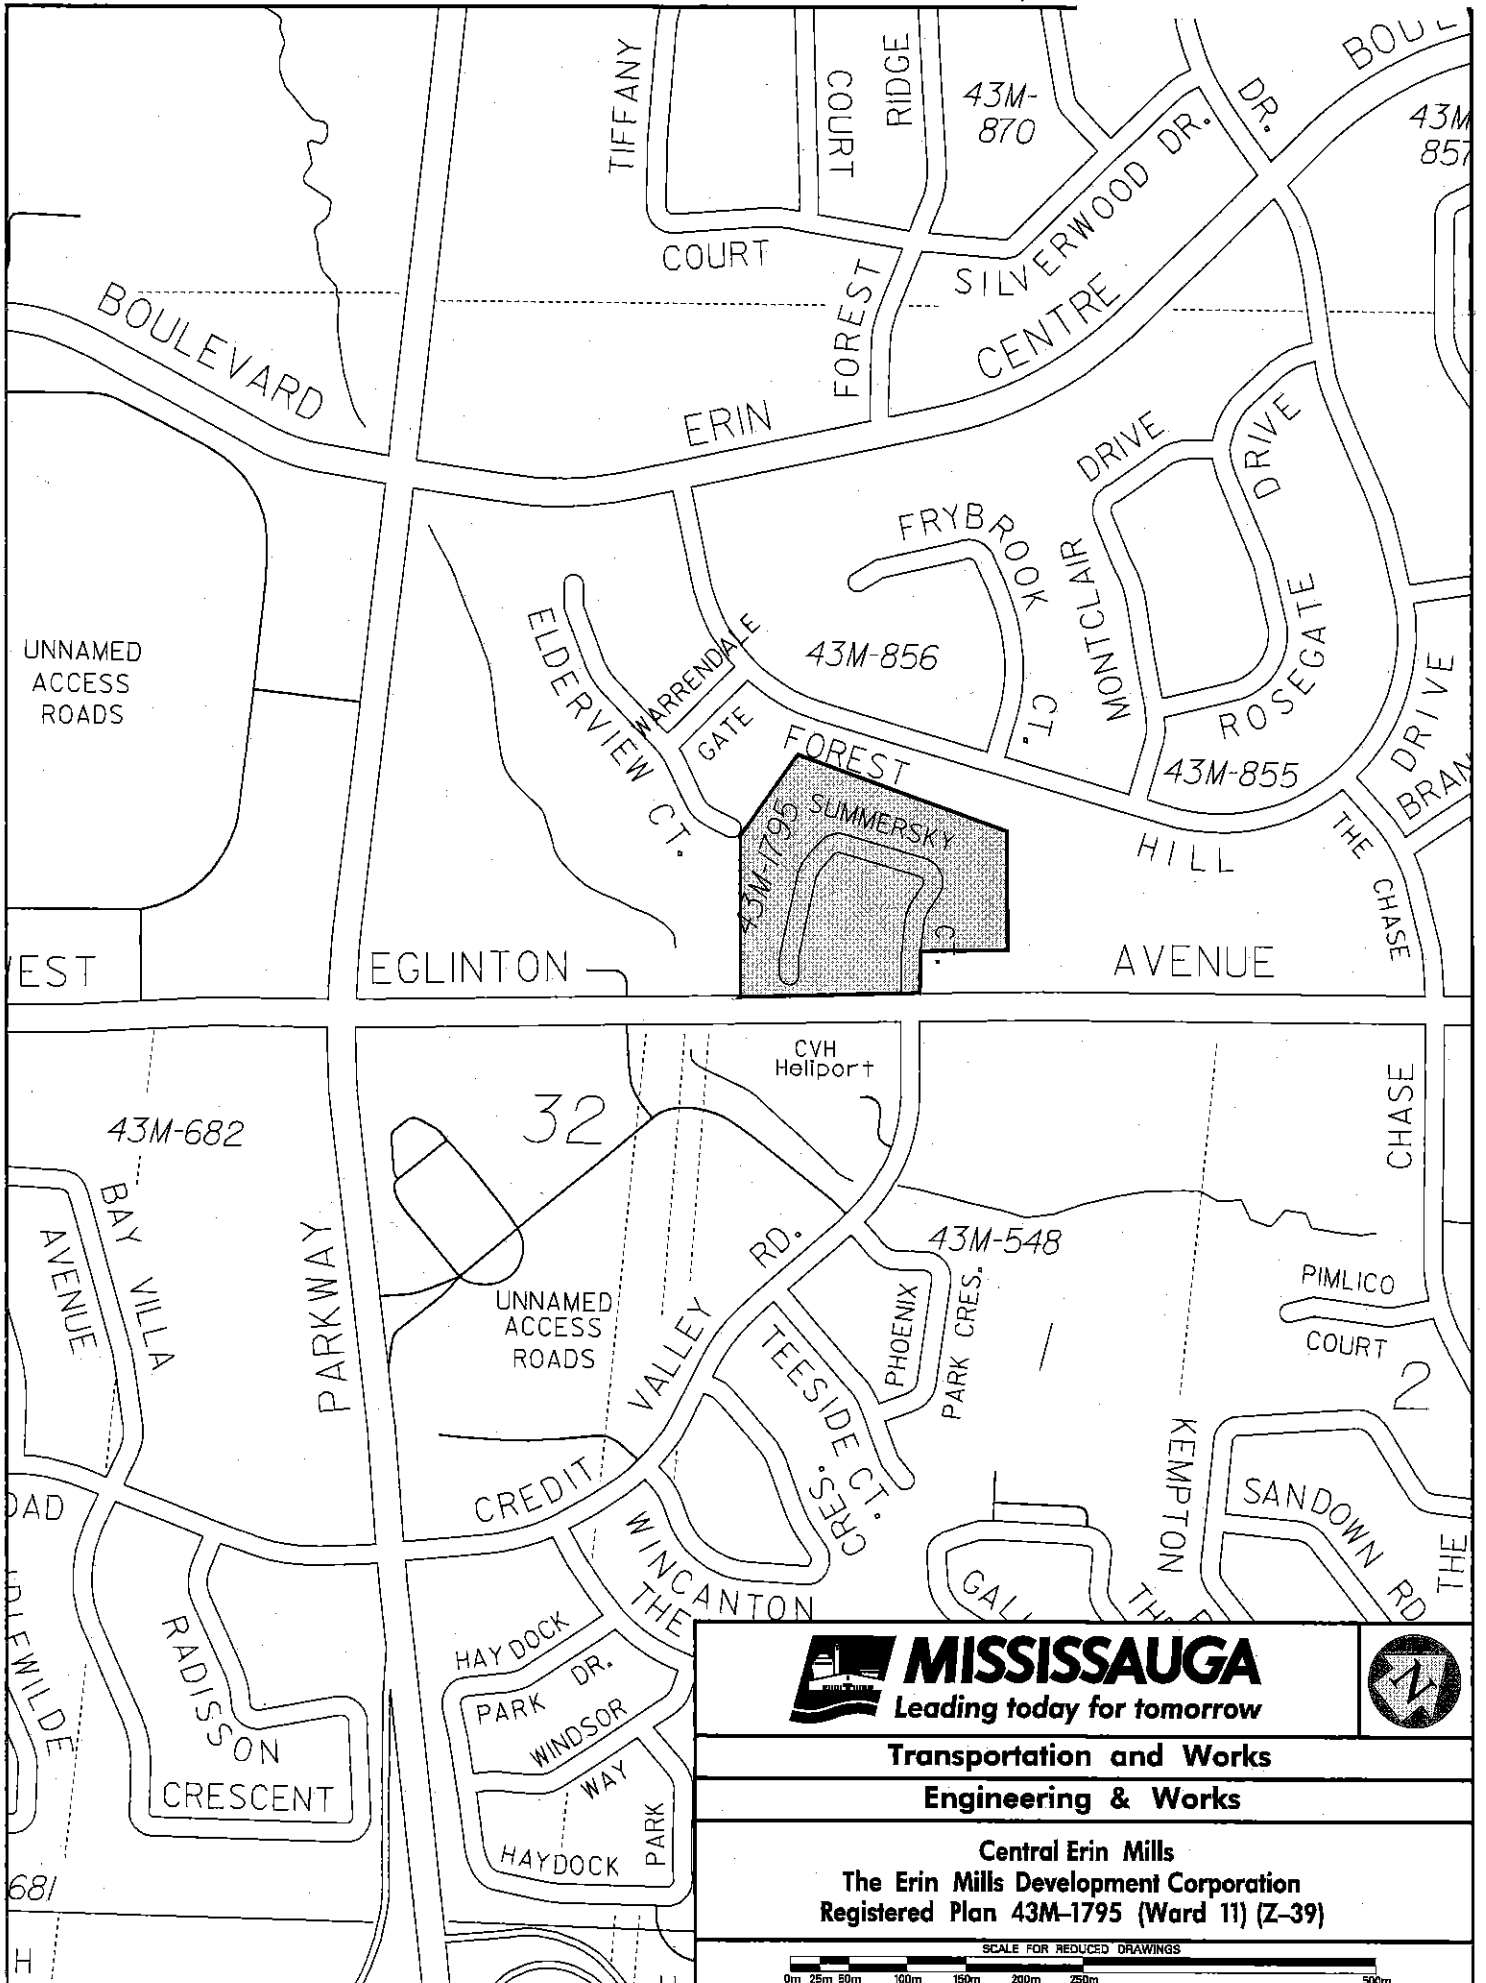 TIFFANY
COURT
COURT
RIDGE
43M-
870
SILVERWOOD DR.
DR.
43M
857
BOULEVARD
FOREST
ERIN
CENTRE
DRIVE
DRIVE
FRYBROOK
CT.
MONTCLAIR
ROSEGATE
43M-856
43M-855
UNNAMED
ACCESS
ROADS
ELDERVIEW CT.
WARRENDALE
GATE
FOREST
HILL
DRIVE
THE CHASE
43M-1795
SUMMERSKY
CT.
EGLINTON
AVENUE
CVH
Heliport
43M-682
32
CHASE
BAY VILLA
AVENUE
PARKWAY
UNNAMED
ACCESS
ROADS
CREDIT
VALLEY
RD.
43M-548
PHOENIX
PARK CRES.
TEESIDE CT.
PIMLICO
COURT
2
KEMPTON
SANDOWN RD
THE
WINCANTON
CRES.
THE
RADISSON
CRESCENT
HAYDOCK
PARK DR.
WINDSOR
WAY
HAYDOCK
PARK
681
H
MISSISSAUGA
Leading today for tomorrow
N
Transportation and Works
Engineering & Works
Central Erin Mills
The Erin Mills Development Corporation
Registered Plan 43M-1795 (Ward 11) (Z-39)
SCALE FOR REDUCED DRAWINGS
0m 25m 50m 100m 150m 200m 250m 500m